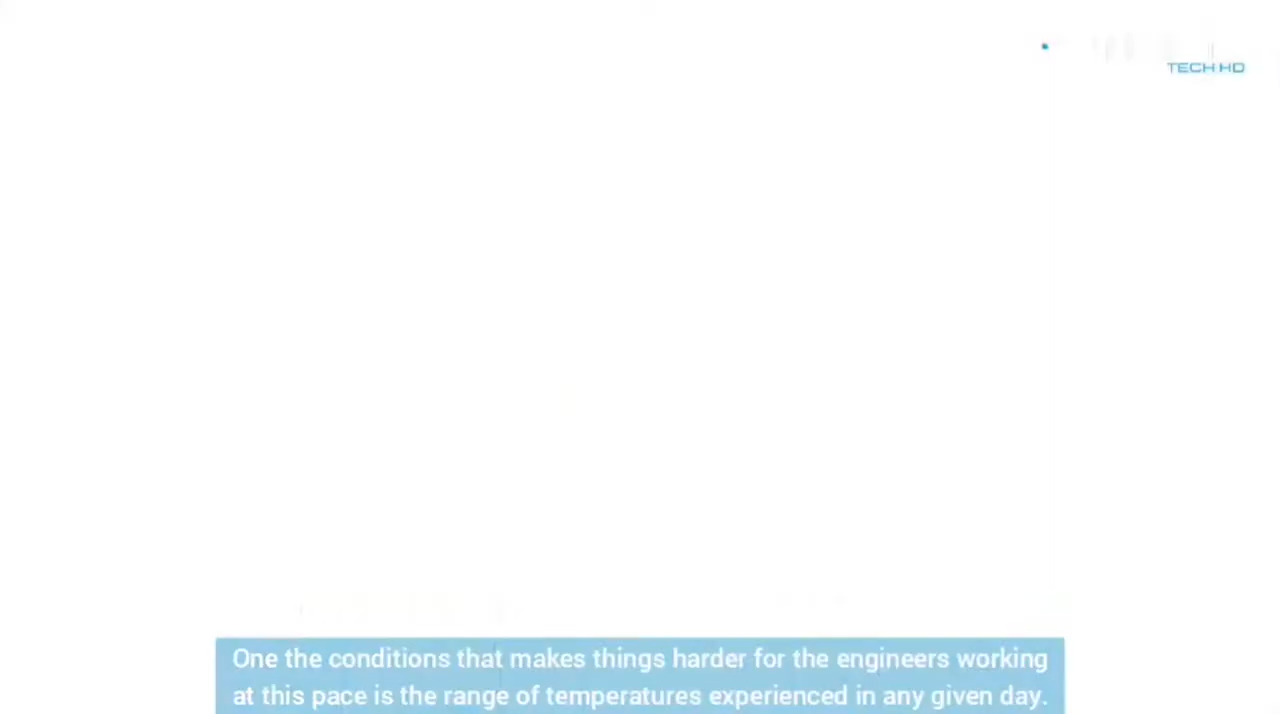 TECH HD
One the conditions that makes things harder for the engineers working
at this pace is the range of temperatures experienced in any given day.